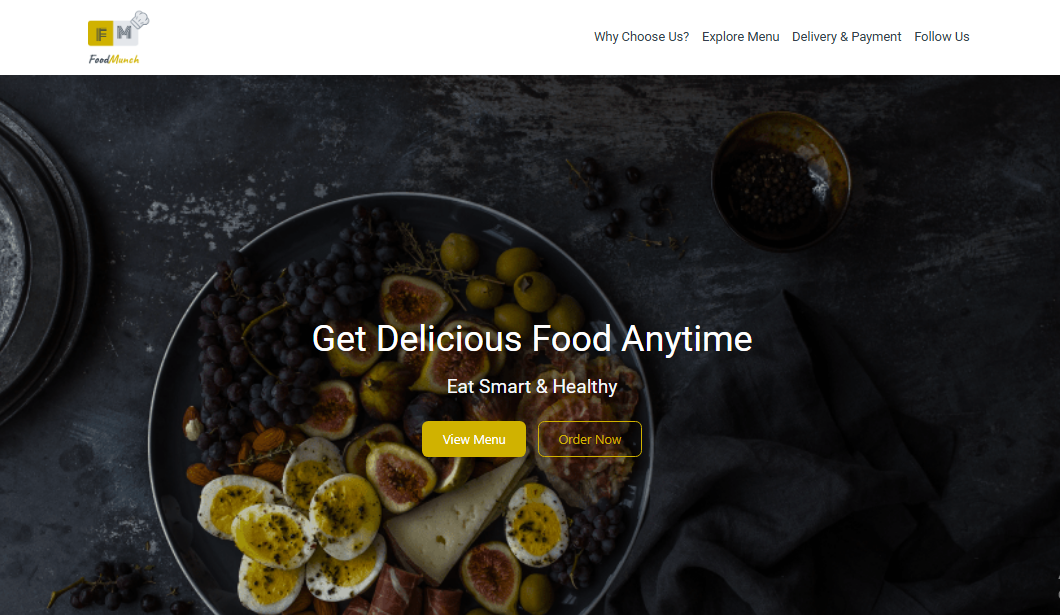 FM
FoodMunch
Why Choose Us? Explore Menu Delivery & Payment Follow Us
Get Delicious Food Anytime
Eat Smart & Healthy
View Menu Order Now